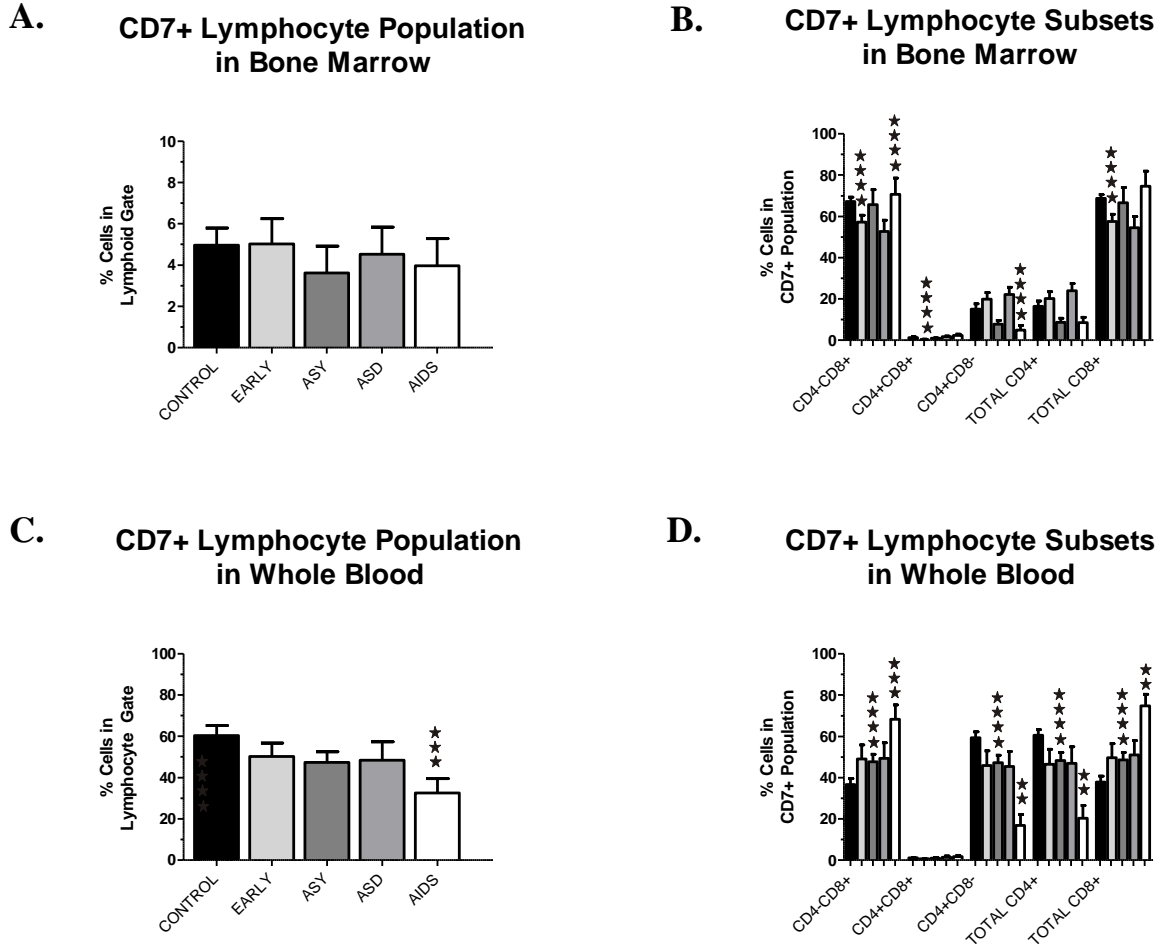 A.
CD7+ Lymphocyte Population
in Bone Marrow
% Cells in
Lymphoid Gate
10
8
6
4
2
0
CONTROL
EARLY
ASY
ASD
AIDS
B.
CD7+ Lymphocyte Subsets
in Bone Marrow
% Cells in
CD7+ Population
100
80
60
40
20
0
CD4-CD8+
CD4+CD8+
CD4+CD8-
TOTAL CD4+
TOTAL CD8+
C.
CD7+ Lymphocyte Population
in Whole Blood
% Cells in
Lymphocyte Gate
100
80
60
40
20
0
CONTROL
EARLY
ASY
ASD
AIDS
D.
CD7+ Lymphocyte Subsets
in Whole Blood
% Cells in
CD7+ Population
100
80
60
40
20
0
CD4-CD8+
CD4+CD8+
CD4+CD8-
TOTAL CD4+
TOTAL CD8+